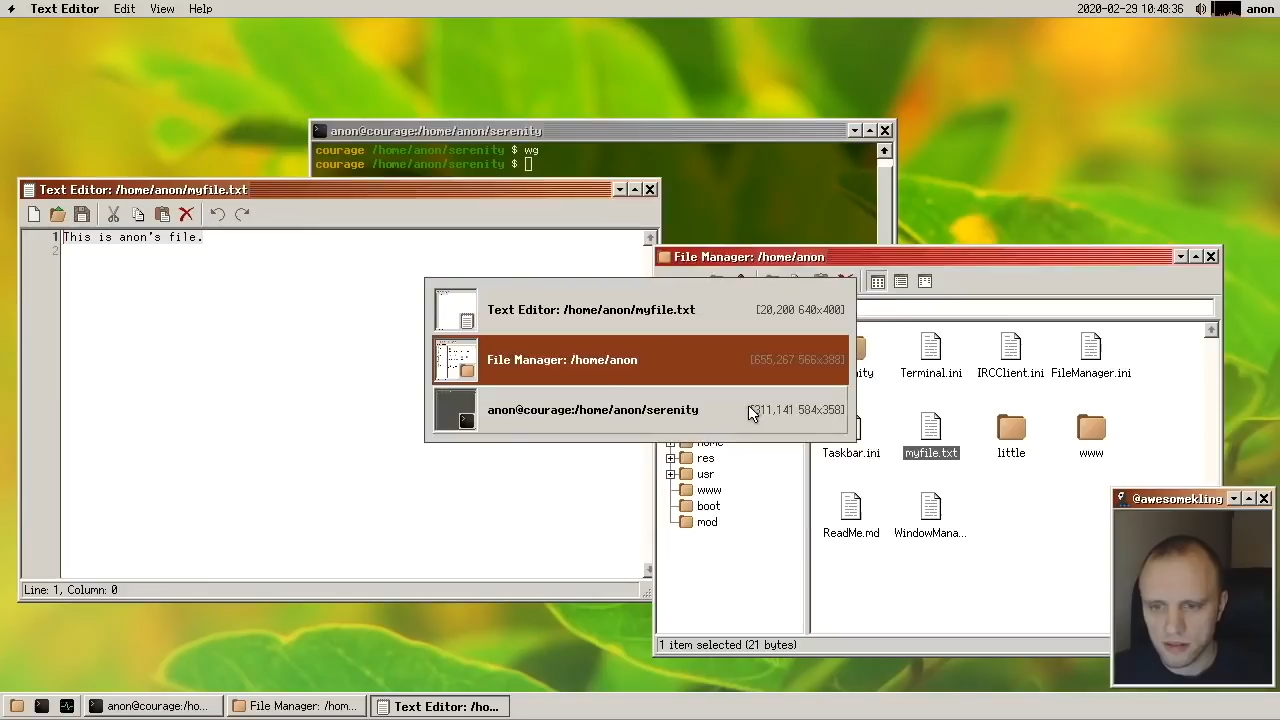 Text Editor Edit View Help 2020-02-29 10:48:36 anon
anon@courage:/home/anon/serenity
courage /home/anon/serenity $ wg
courage /home/anon/serenity $
Text Editor: /home/anon/myfile.txt
1 This is anon's file.
2
File Manager: /home/anon
Text Editor: /home/anon/myfile.txt [20,200 640x400]
File Manager: /home/anon [655,267 566x388]
anon@courage:/home/anon/serenity 311,141 584x358]
Terminal.ini IRCClient.ini FileManager.ini
home
res
usr
www
boot
mod
Taskbar.ini myfile.txt little www
ReadMe.md WindowMana...
@awesomekling
Line: 1, Column: 0
1 item selected (21 bytes)
anon@courage:/ho... File Manager: /hom... Text Editor: /ho...